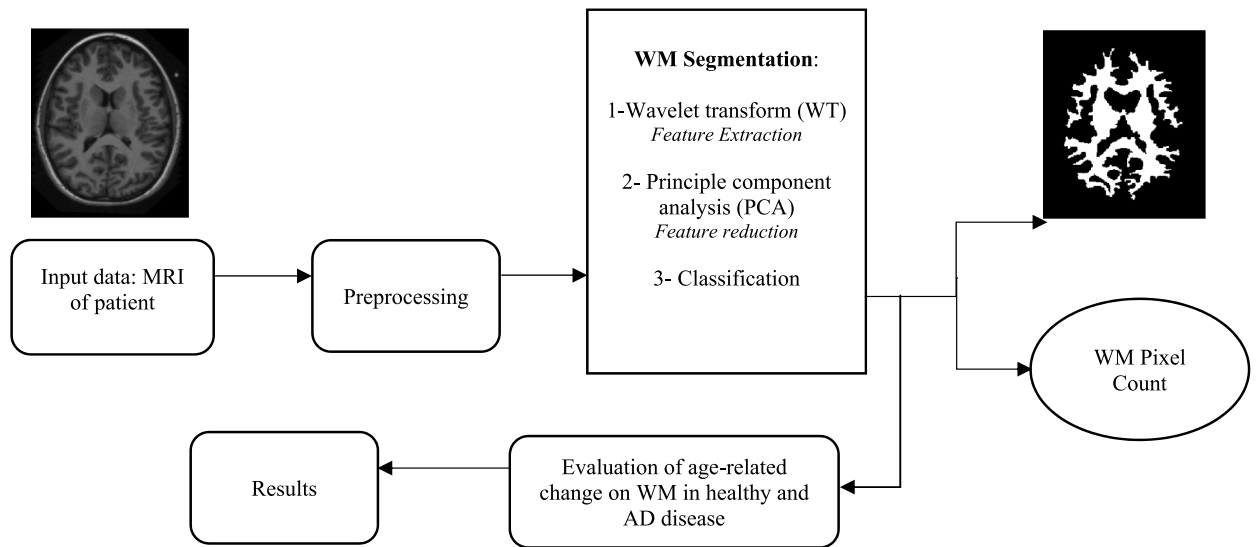 Input data: MRI
of patient
Preprocessing
WM Segmentation:
1-Wavelet transform (WT)
Feature Extraction
2- Principle component
analysis (PCA)
Feature reduction
3- Classification
WM Pixel
Count
Evaluation of age-related
change on WM in healthy and
AD disease
Results